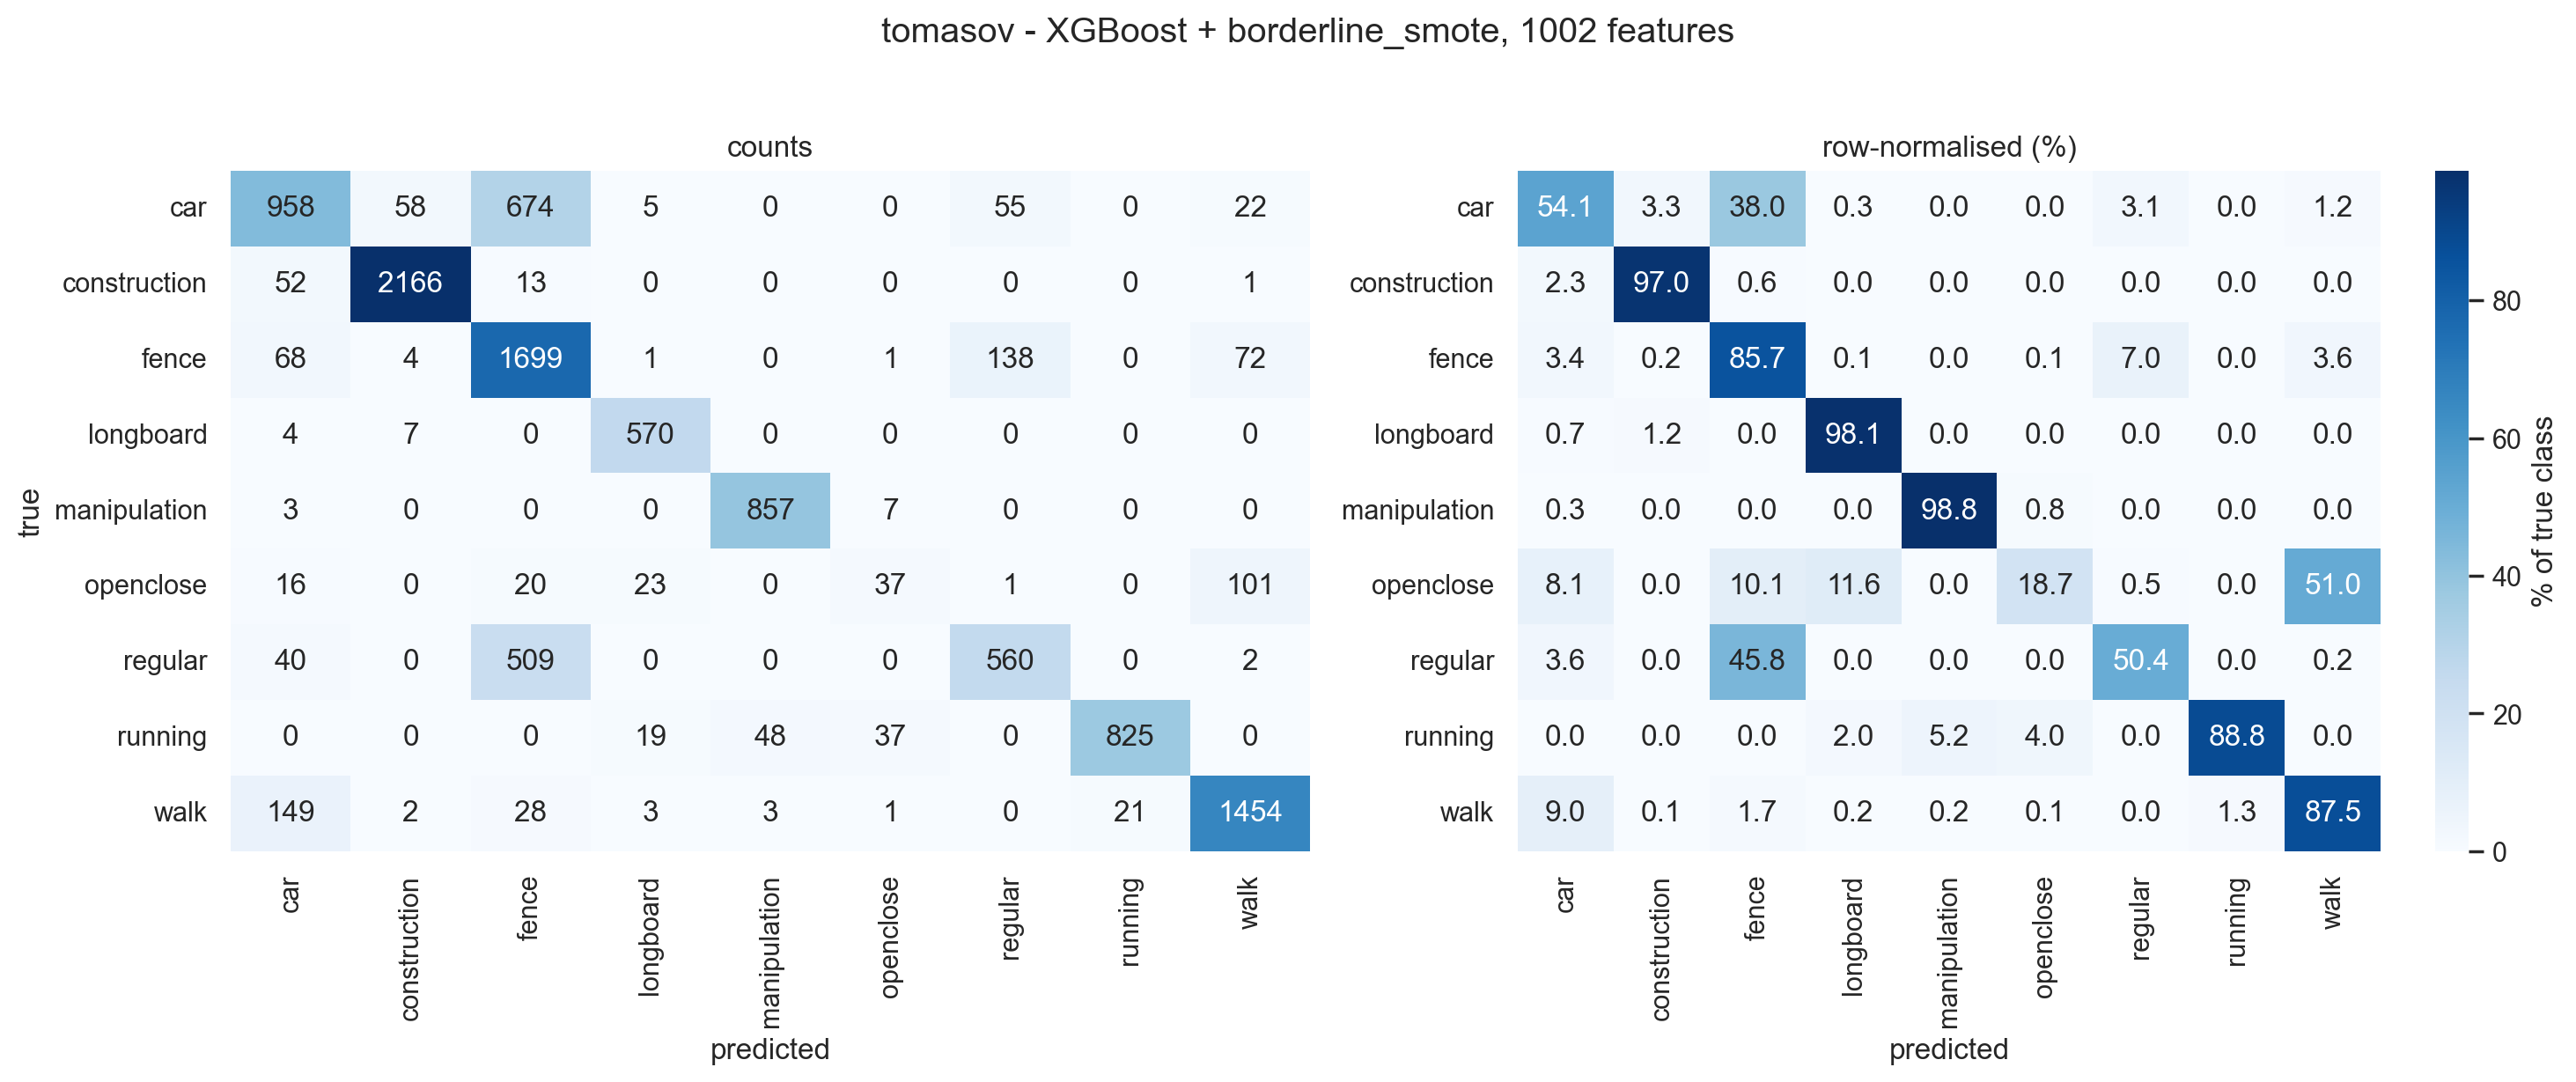 tomasov - XGBoost + borderline_smote, 1002 features
counts
car 958 58 674 5 0 0 55 0 22
construction 52 2166 13 0 0 0 0 0 1
fence 68 4 1699 1 0 1 138 0 72
longboard 4 7 0 570 0 0 0 0 0
manipulation 3 0 0 0 857 7 0 0 0
openclose 16 0 20 23 0 37 1 0 101
regular 40 0 509 0 0 0 560 0 2
running 0 0 0 19 48 37 0 825 0
walk 149 2 28 3 3 1 0 21 1454
true
car construction fence longboard manipulation openclose regular running walk
predicted
row-normalised (%)
car 54.1 3.3 38.0 0.3 0.0 0.0 3.1 0.0 1.2
construction 2.3 97.0 0.6 0.0 0.0 0.0 0.0 0.0 0.0
fence 3.4 0.2 85.7 0.1 0.0 0.1 7.0 0.0 3.6
longboard 0.7 1.2 0.0 98.1 0.0 0.0 0.0 0.0 0.0
manipulation 0.3 0.0 0.0 0.0 98.8 0.8 0.0 0.0 0.0
openclose 8.1 0.0 10.1 11.6 0.0 18.7 0.5 0.0 51.0
regular 3.6 0.0 45.8 0.0 0.0 0.0 50.4 0.0 0.2
running 0.0 0.0 0.0 2.0 5.2 4.0 0.0 88.8 0.0
walk 9.0 0.1 1.7 0.2 0.2 0.1 0.0 1.3 87.5
car construction fence longboard manipulation openclose regular running walk
predicted
80
60
40
20
0
% of true class